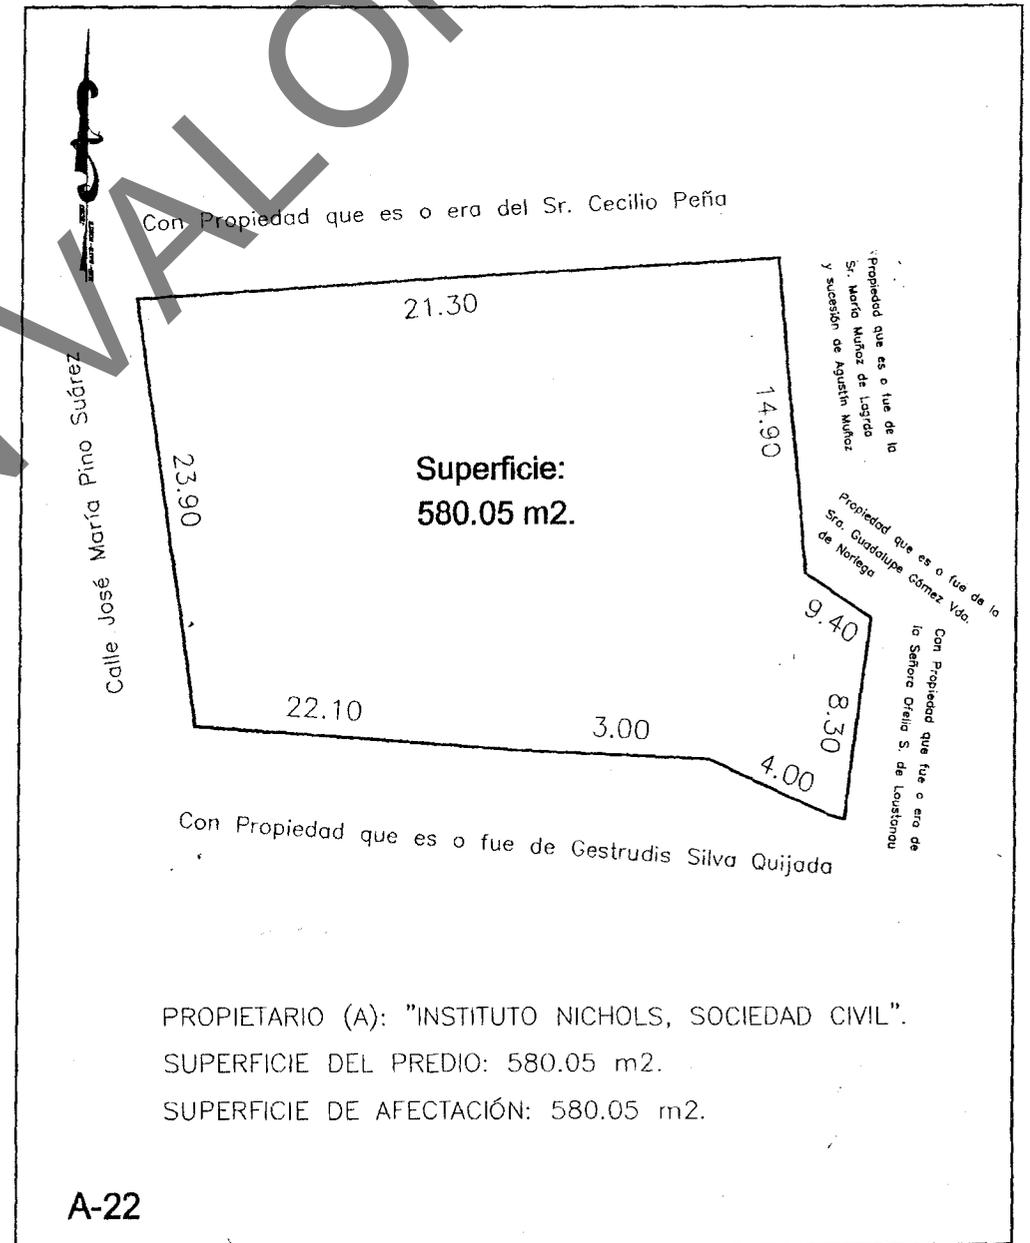 VALO
Con Propiedad que es o era del Sr. Cecilio Peña
21.30
Propiedad que es o fue de la
Sr. María Muñoz de Lagrda
y sucesión de Agustín Muñoz
Calle José María Pino Suárez
23.90
14.90
Superficie:
580.05 m2.
Propiedad que es o fue de la
Sra. Guadalupe Gómez Vda.
de Noriega
9.40
Con Propiedad que fue o era de
la Señora Ofelia S. de Loustanau
8.30
22.10
3.00
4.00
Con Propiedad que es o fue de Gestrudis Silva Quijada
PROPIETARIO (A): "INSTITUTO NICHOLS, SOCIEDAD CIVIL".
SUPERFICIE DEL PREDIO: 580.05 m2.
SUPERFICIE DE AFECTACIÓN: 580.05 m2.
A-22